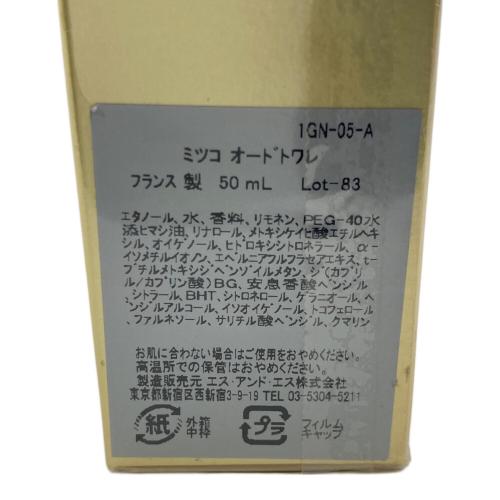 1GN-05-A
ミツコ オードトワレ
フランス 製 50 mL Lot-83
エタノール、水、香料、リモネン、PEG-40水
添ヒマシ油、リナロール、メトキシケイヒ酸エチルヘキ
シル、オイゲノール、ヒドロキシシトロネラール、α-
イソメチルイオノン、エベルニアフルフラセアエキス、t-
ブチルメトキシジベンゾイルメタン、ジ(カプリ
ル/カプリン酸)BG、安息香酸ベンジル
、シトラール、BHT、シトロネロール、ゲラニオール、ベ
ンジルアルコール、イソオイゲノール、トコフェロール
、ファルネソール、サリチル酸ベンジル、クマリン
お肌に合わない場合はご使用をおやめください。
高温所での保管はおやめください。
製造販売元 エス・アンド・エス株式会社
東京都新宿区西新宿3-9-19 TEL 03-5304-5211
紙 外箱 中枠
プラ フィルム キャップ